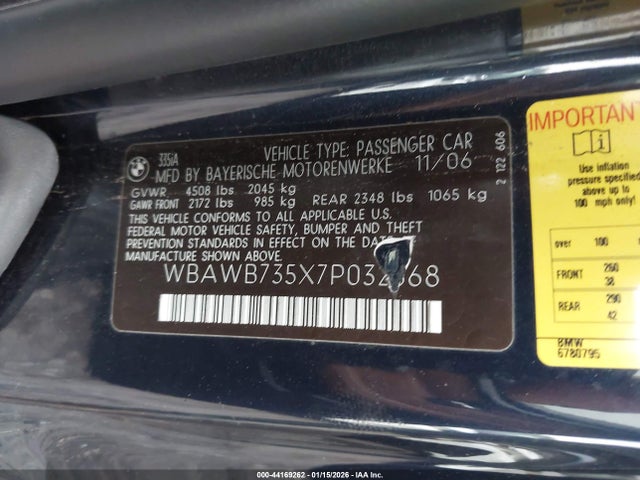 335iA VEHICLE TYPE: PASSENGER CAR
MFD BY BAYERISCHE MOTORENWERKE 11/06
GVWR 4508 lbs 2045 kg
GAWR FRONT 2172 lbs 985 kg REAR 2348 lbs 1065 kg
THIS VEHICLE CONFORMS TO ALL APPLICABLE U.S.
FEDERAL MOTOR VEHICLE SAFETY, BUMPER AND THEFT
PREVENTION STANDARDS IN EFFECT ON THE DATE OF
MANUFACTURE SHOWN ABOVE.
2 122 606
IMPORTAN
Use inflation
pressure specified
above up to
100 mph only!
over 100
FRONT 260
38
REAR 290
42
BMW
6780795
000-44169262 - 01/15/2026 - IAA Inc.